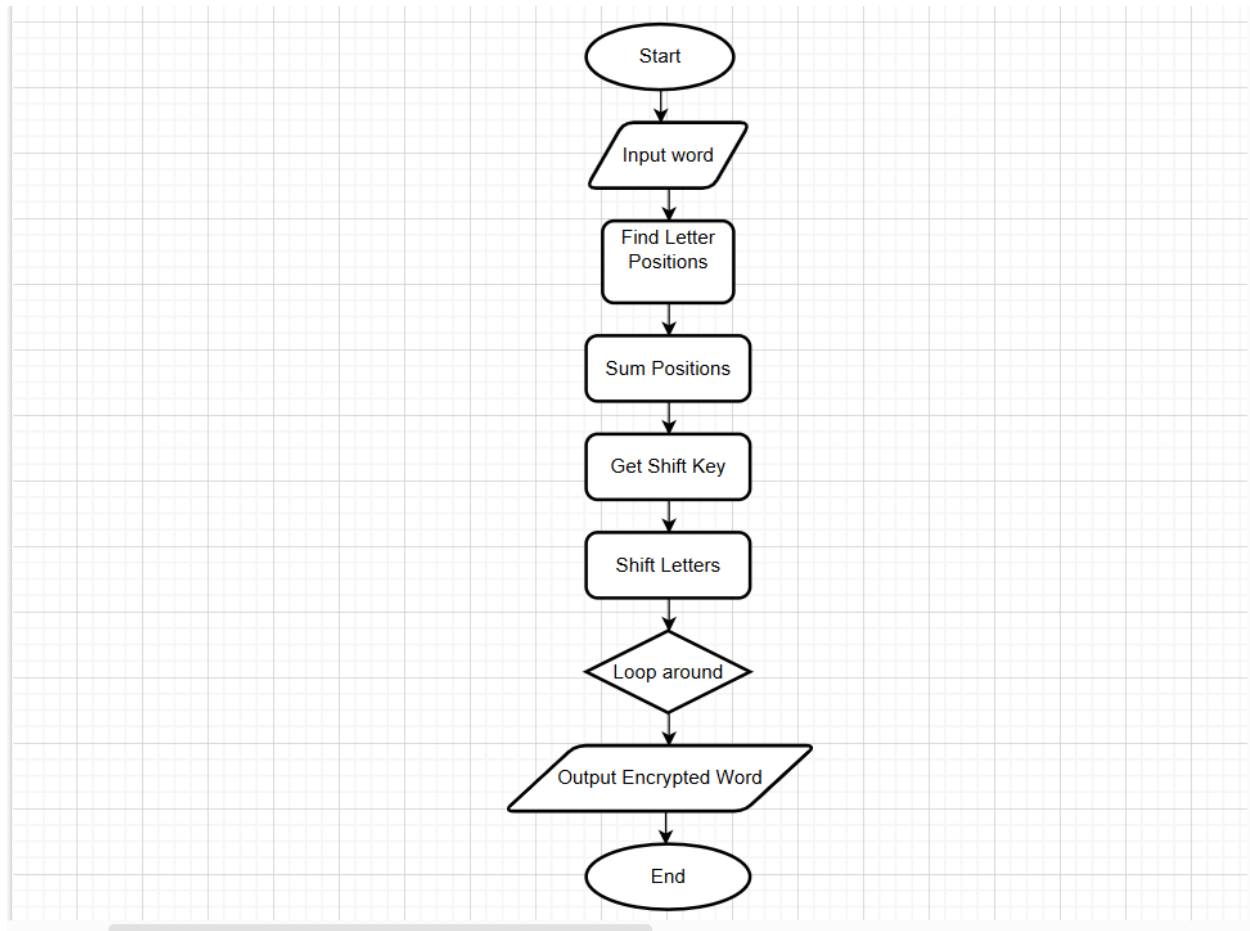 Start
Input word
Find Letter
Positions
Sum Positions
Get Shift Key
Shift Letters
Loop around
Output Encrypted Word
End